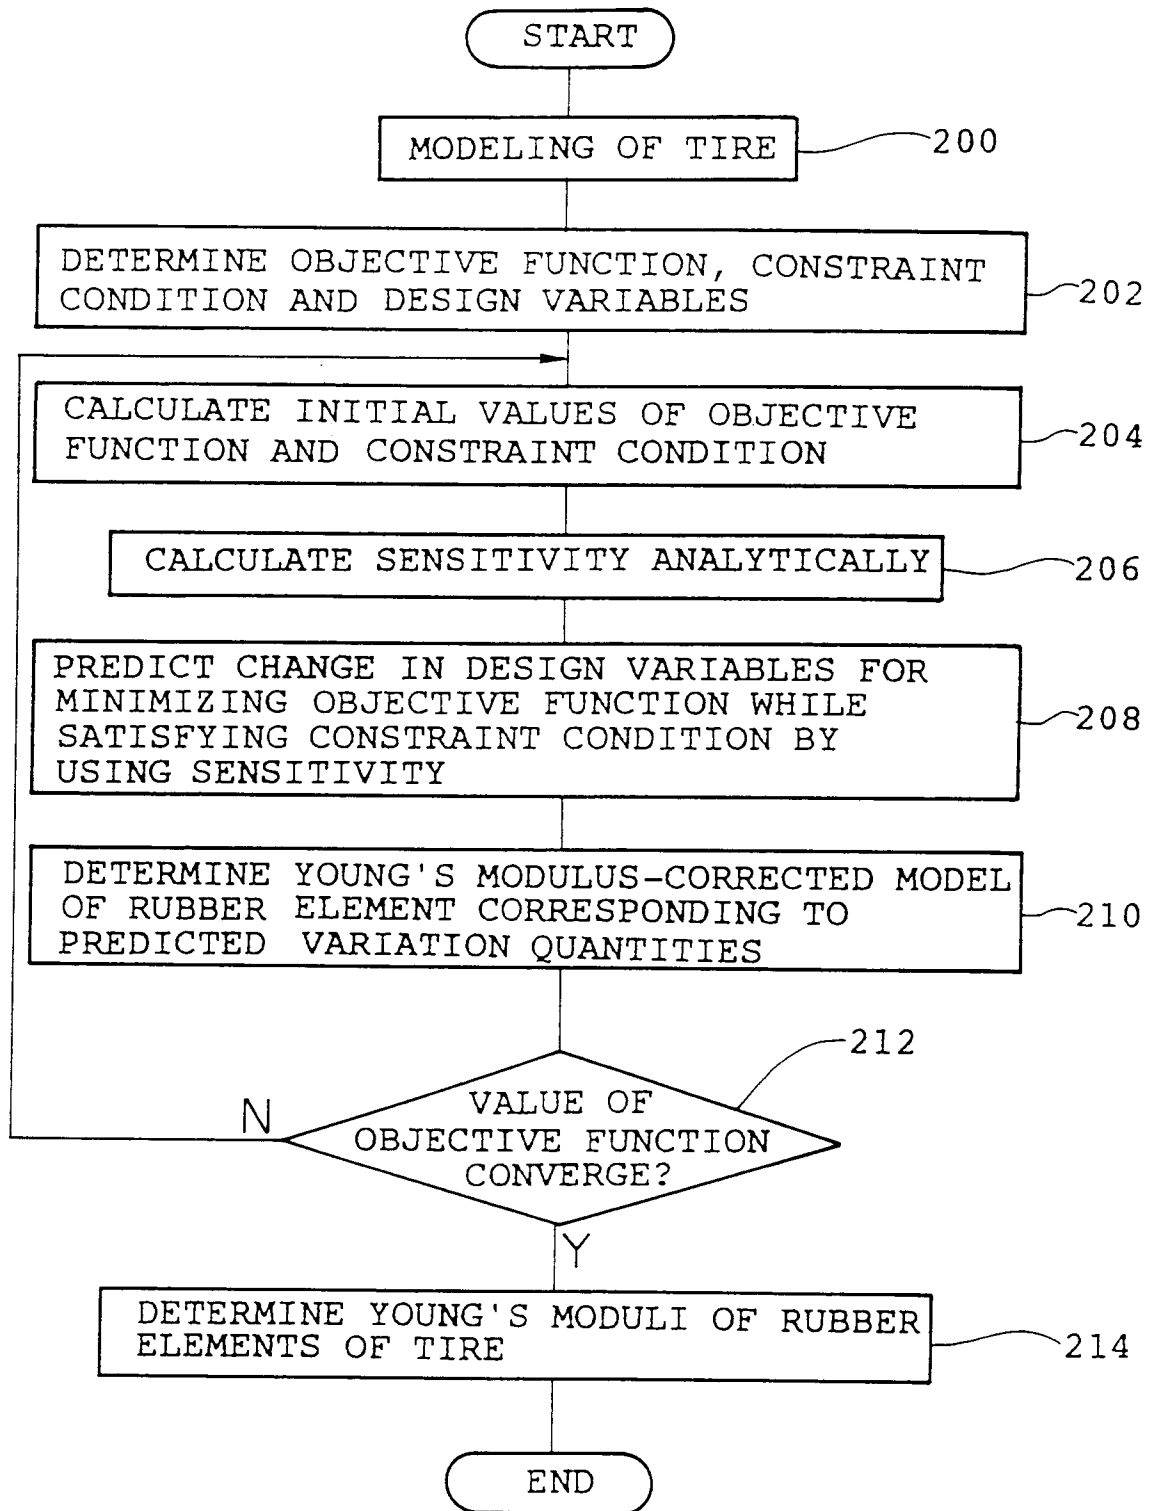 START
MODELING OF TIRE
200
DETERMINE OBJECTIVE FUNCTION, CONSTRAINT
CONDITION AND DESIGN VARIABLES
202
CALCULATE INITIAL VALUES OF OBJECTIVE
FUNCTION AND CONSTRAINT CONDITION
204
CALCULATE SENSITIVITY ANALYTICALLY
206
PREDICT CHANGE IN DESIGN VARIABLES FOR
MINIMIZING OBJECTIVE FUNCTION WHILE
SATISFYING CONSTRAINT CONDITION BY
USING SENSITIVITY
208
DETERMINE YOUNG'S MODULUS-CORRECTED MODEL
OF RUBBER ELEMENT CORRESPONDING TO
PREDICTED VARIATION QUANTITIES
210
212
VALUE OF
OBJECTIVE FUNCTION
CONVERGE?
N
Y
DETERMINE YOUNG'S MODULI OF RUBBER
ELEMENTS OF TIRE
214
END